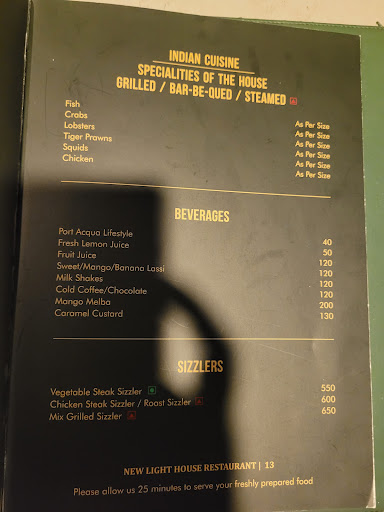 INDIAN CUISINE
SPECIALITIES OF THE HOUSE
GRILLED / BAR-BE-QUED / STEAMED
Fish As Per Size
Crabs As Per Size
Lobsters As Per Size
Tiger Prawns As Per Size
Squids As Per Size
Chicken As Per Size
BEVERAGES
Port Acqua Lifestyle 40
Fresh Lemon Juice 50
Fruit Juice 120
Sweet/Mango/Banana Lassi 120
Milk Shakes 120
Cold Coffee/Chocolate 120
Mango Melba 200
Caramel Custard 130
SIZZLERS
Vegetable Steak Sizzler 550
Chicken Steak Sizzler / Roast Sizzler 600
Mix Grilled Sizzler 650
NEW LIGHT HOUSE RESTAURANT | 13
Please allow us 25 minutes to serve your freshly prepared food